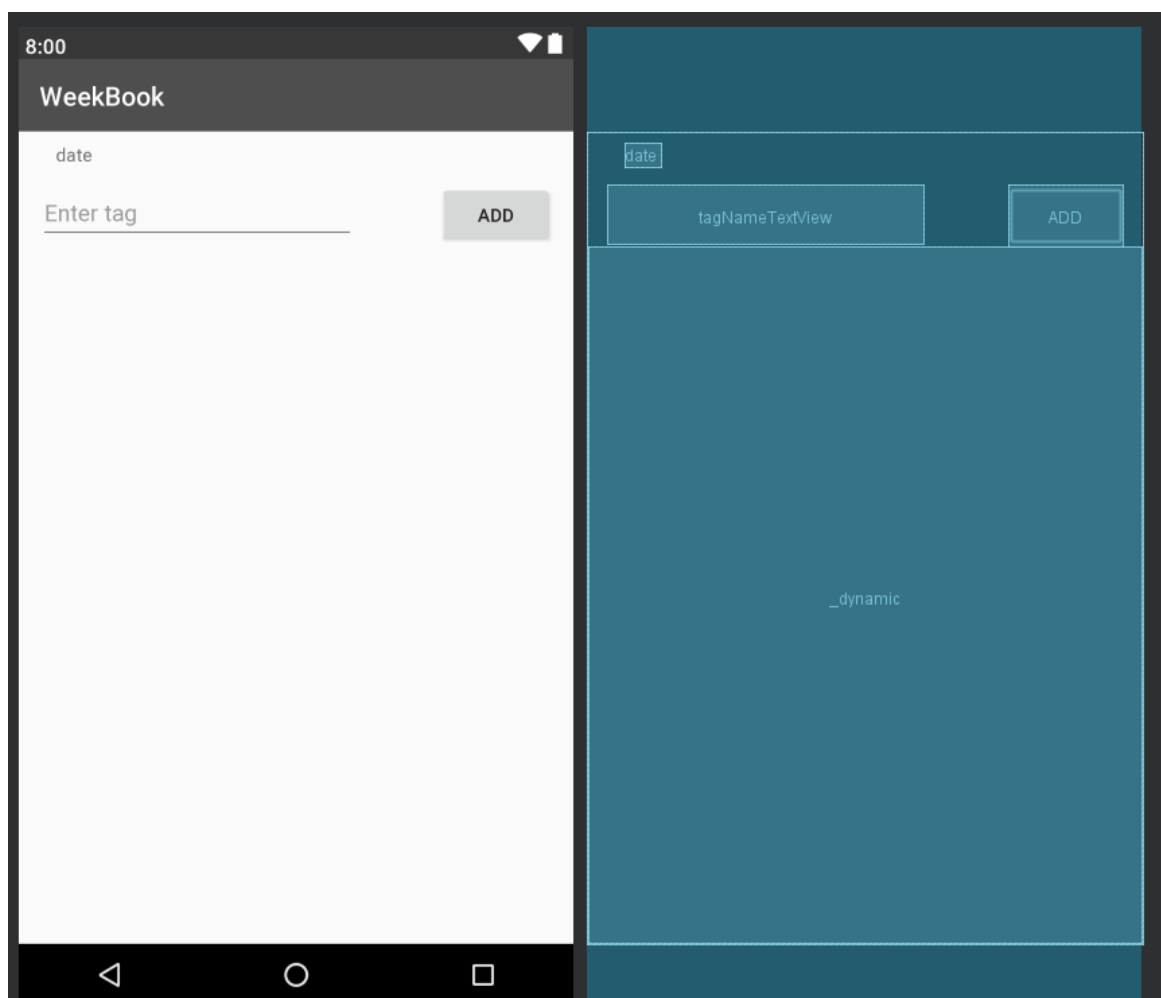 8:00
WeekBook
date
Enter tag
ADD
date
tagNameTextView
ADD
_dynamic